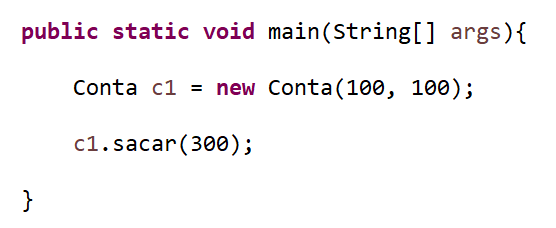 public static void main(String[] args){
Conta c1 = new Conta(100, 100);
c1.sacar(300);
}